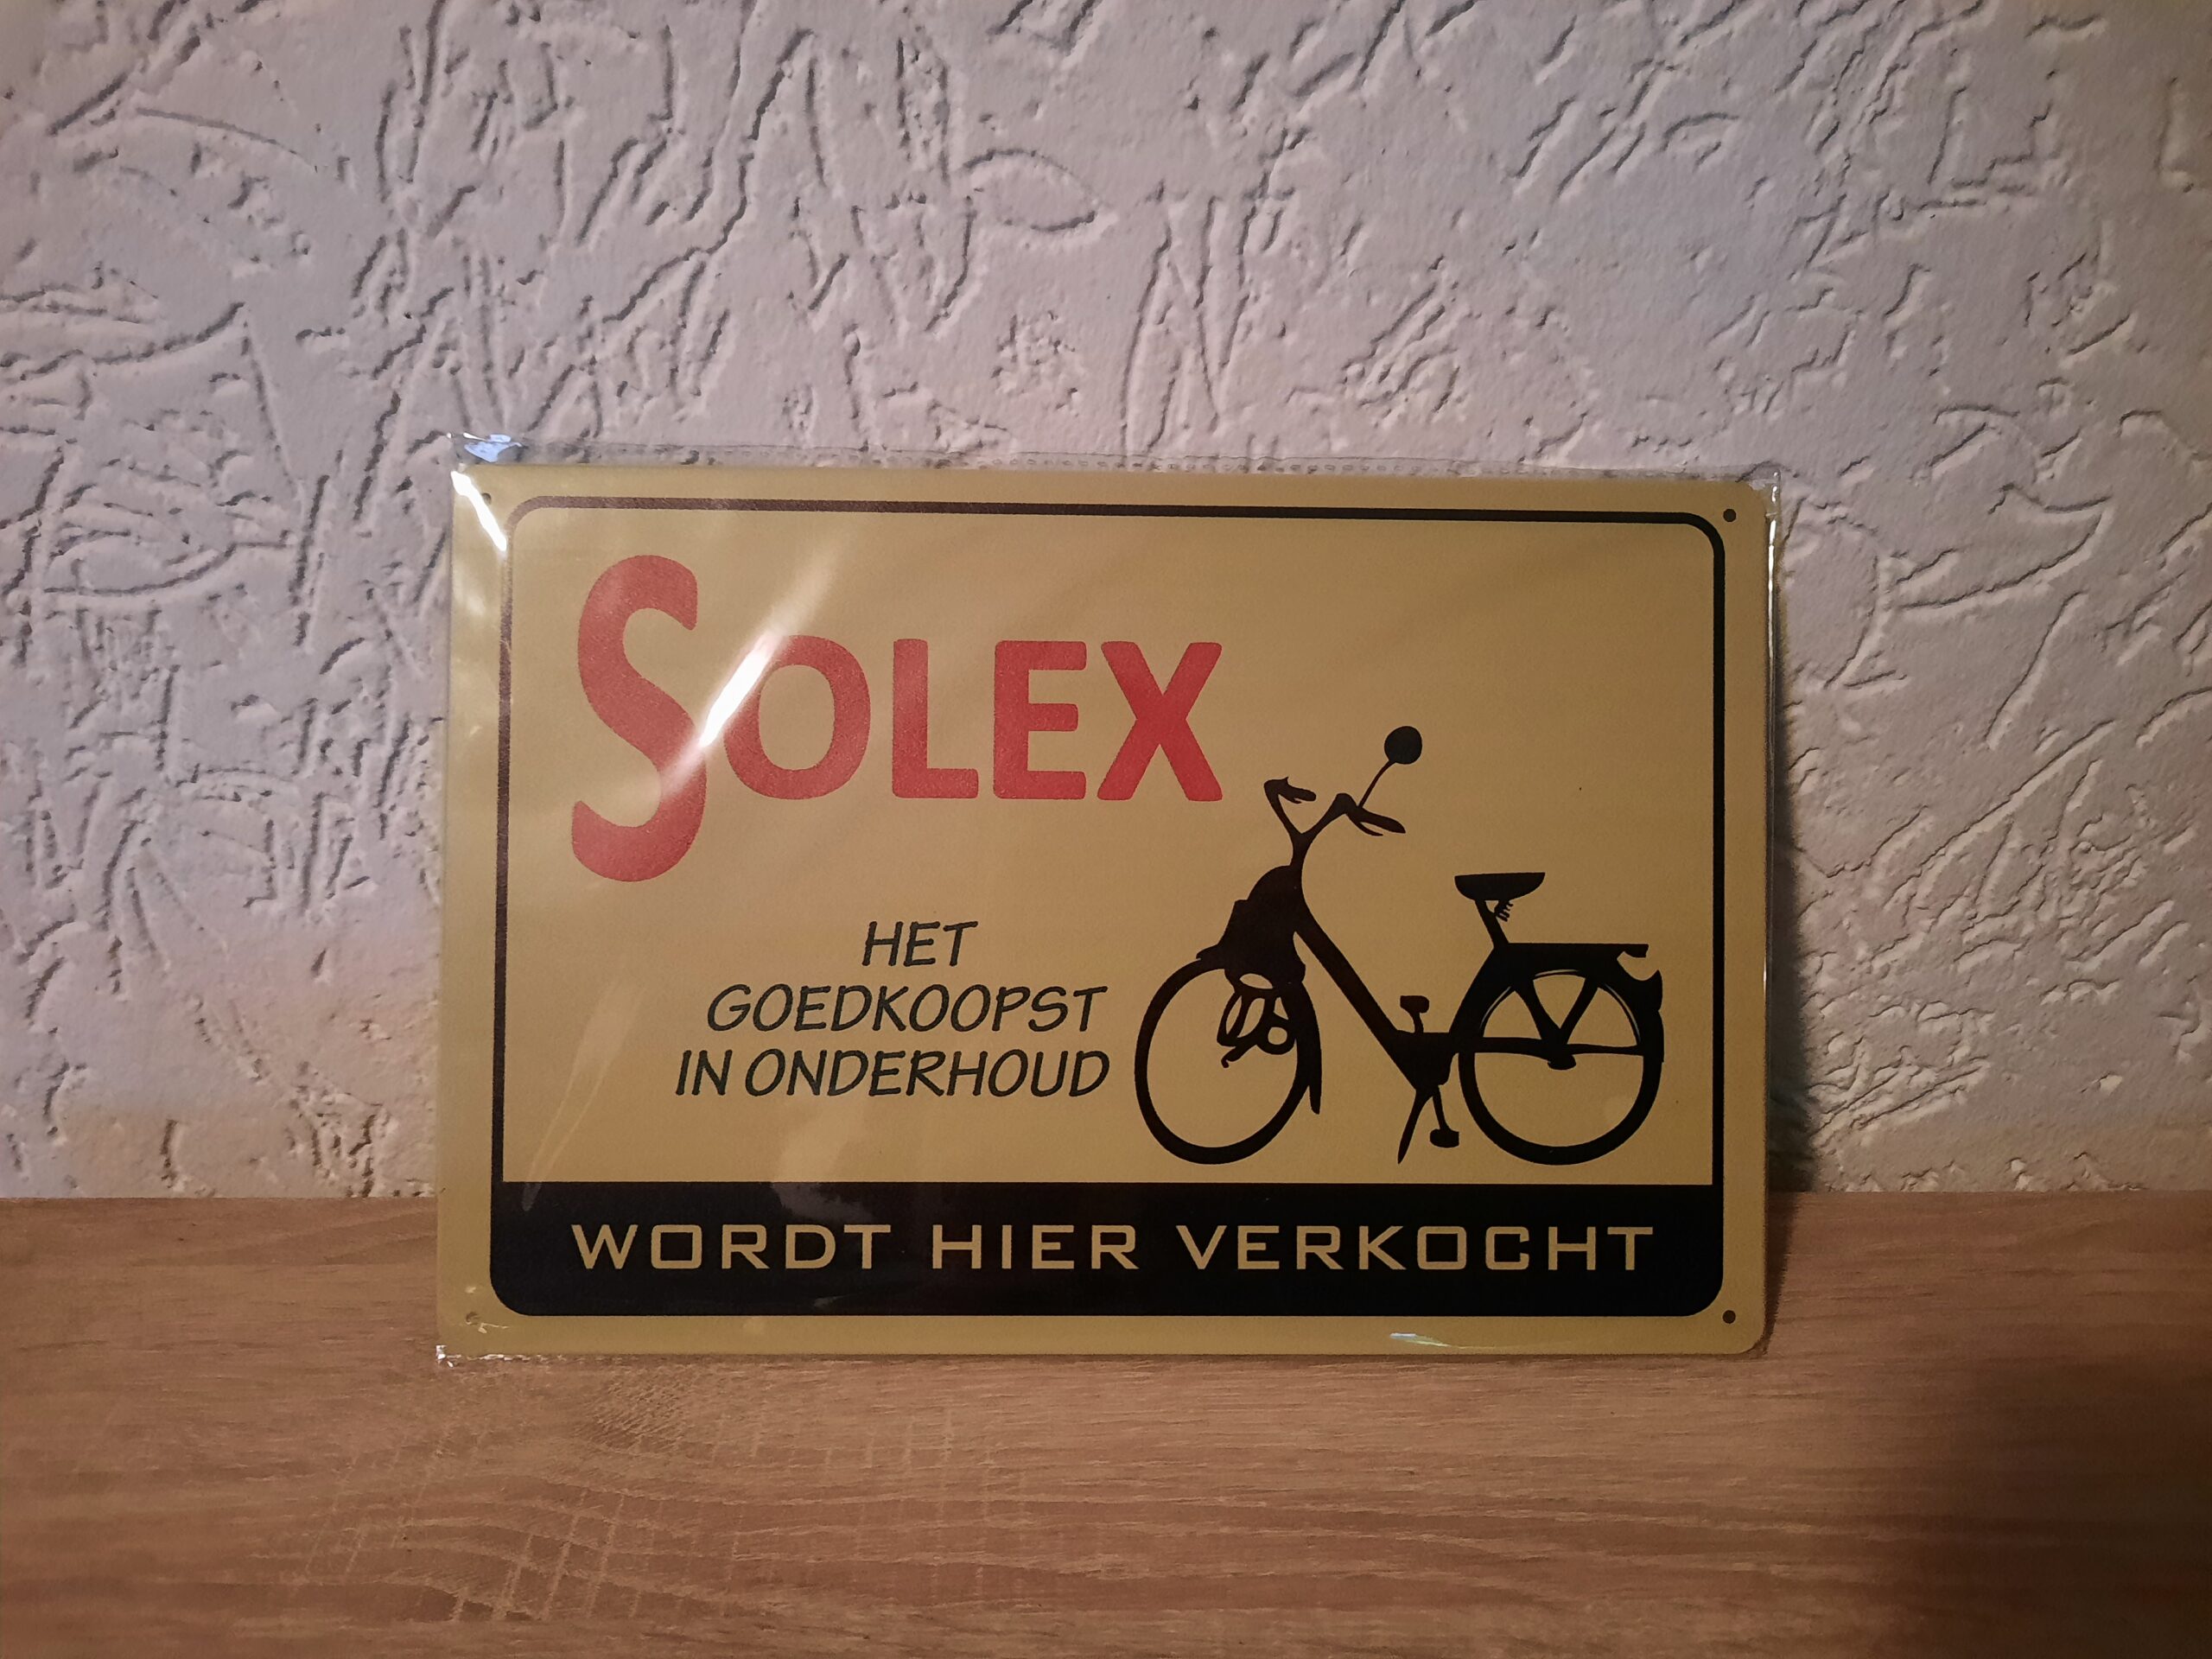 SOLEX
HET
GOEDKOOPST
IN ONDERHOUD
WORDT HIER VERKOCHT